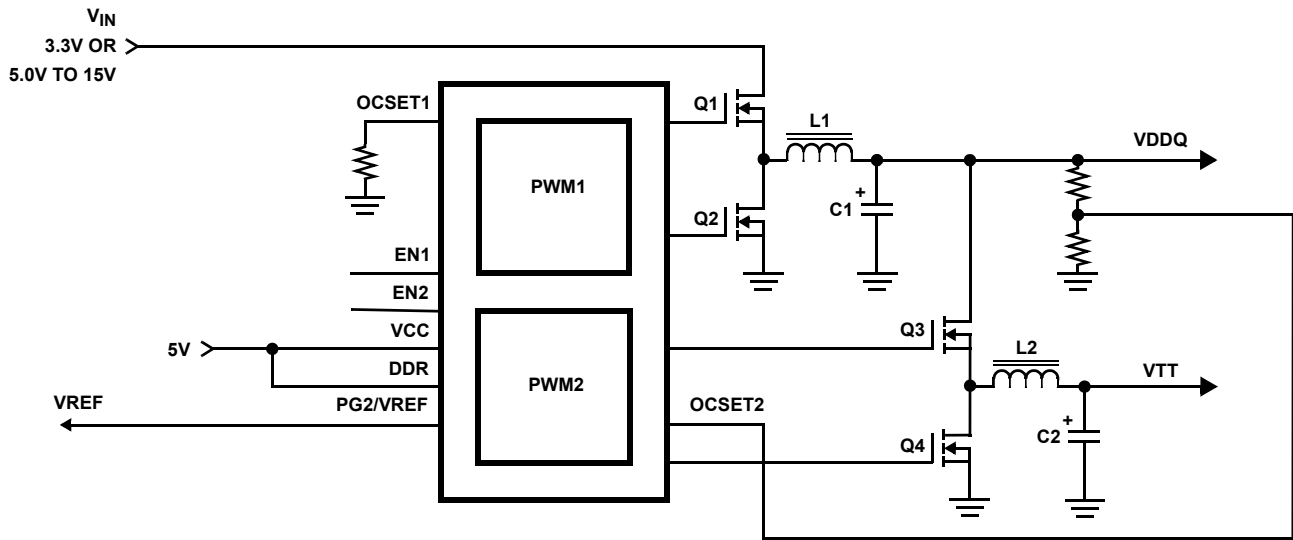 VIN
3.3V OR
5.0V TO 15V
OCSET1
Q1
L1
VDDQ
PWM1
+
C1
Q2
EN1
EN2
Q3
VCC
5V
L2
DDR
PWM2
VTT
VREF
PG2/VREF
OCSET2
+
C2
Q4